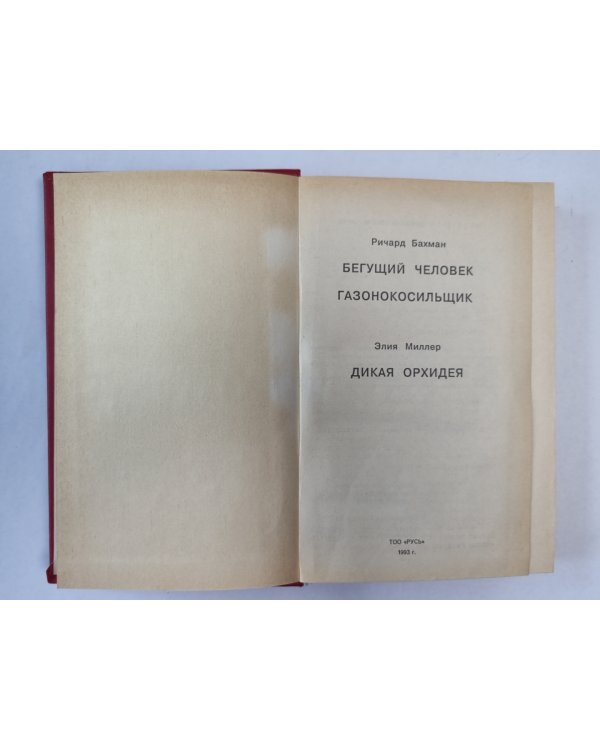 Ричард Бахман
БЕГУЩИЙ ЧЕЛОВЕК
ГАЗОНОКОСИЛЬЩИК
Элия Миллер
ДИКАЯ ОРХИДЕЯ
ТОО «РУСЬ»
1993 г.